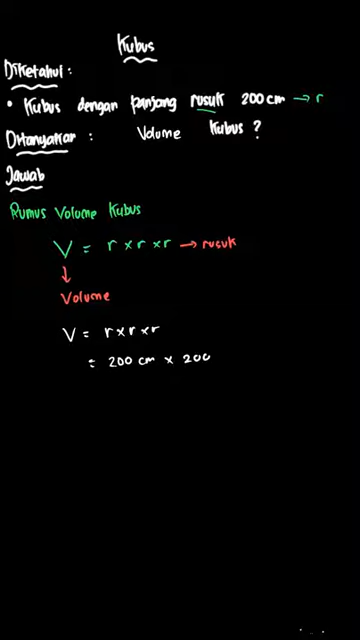 Kubus
Diketahui :
• Kubus dengan panjang rusuk 200 cm → r
Ditanyakan : Volume Kubus ?
Jawab
Rumus Volume Kubus
V = r × r × r → rusuk
↓
Volume
V = r × r × r
= 200 cm × 200